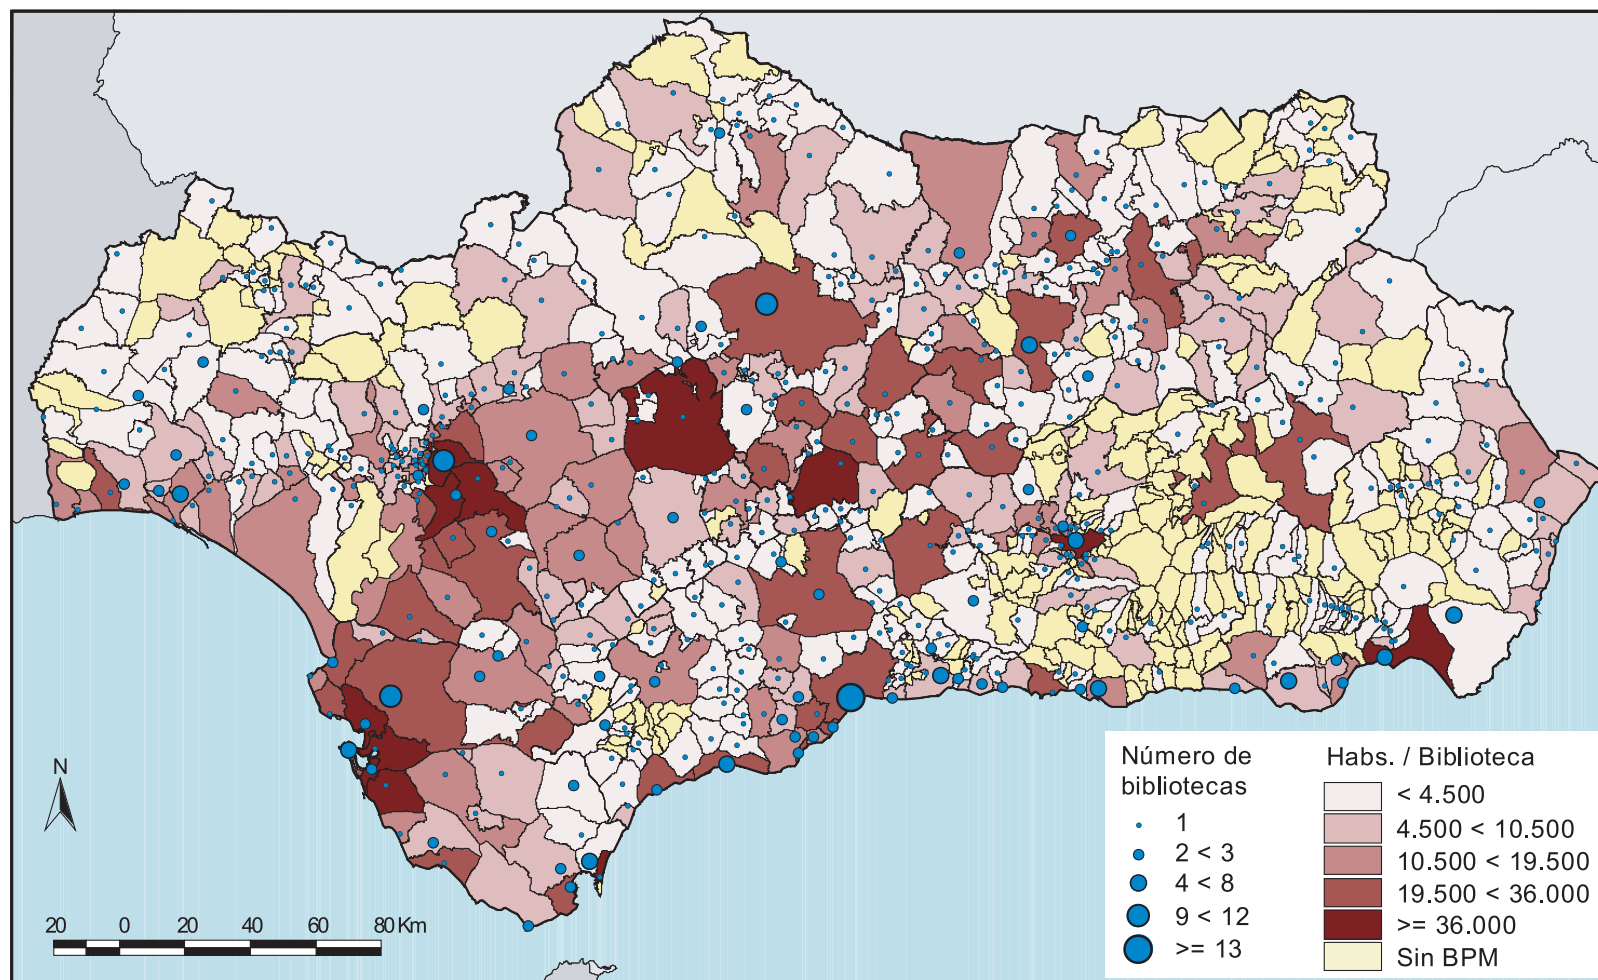 Número de
bibliotecas
1
2 < 3
4 < 8
9 < 12
>= 13
Habs. / Biblioteca
< 4.500
4.500 < 10.500
10.500 < 19.500
19.500 < 36.000
>= 36.000
Sin BPM
N
20 0 20 40 60 80 Km